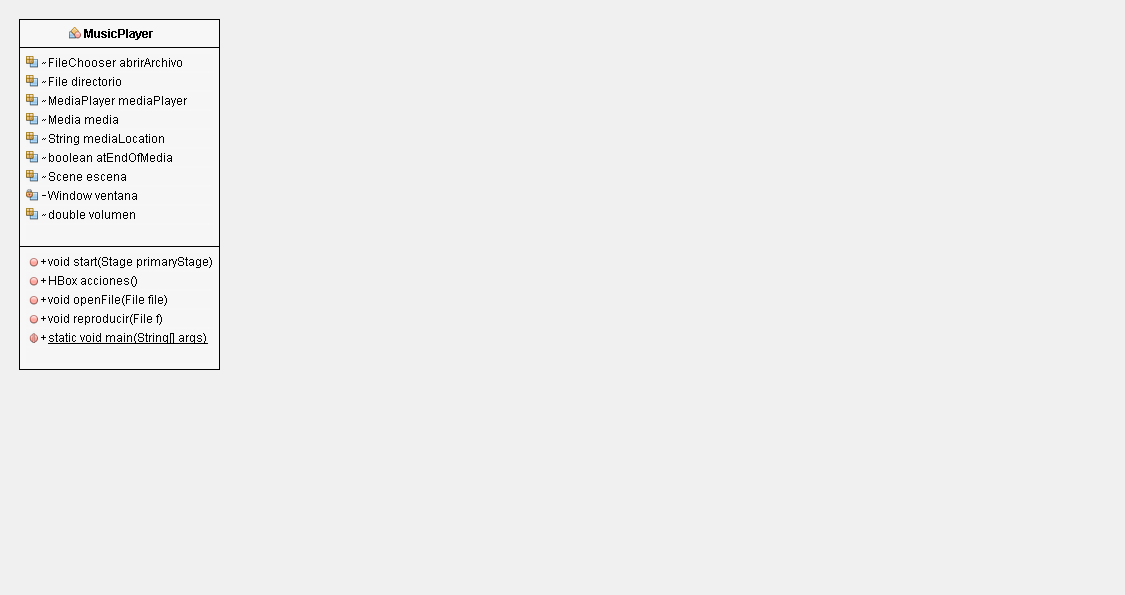 MusicPlayer
~FileChooser abrirArchivo
~File directorio
~MediaPlayer mediaPlayer
~Media media
~String mediaLocation
~boolean atEndOfMedia
~Scene escena
-Window ventana
~double volumen
+void start(Stage primaryStage)
+HBox acciones()
+void openFile(File file)
+void reproducir(File f)
+static void main(String[] args)